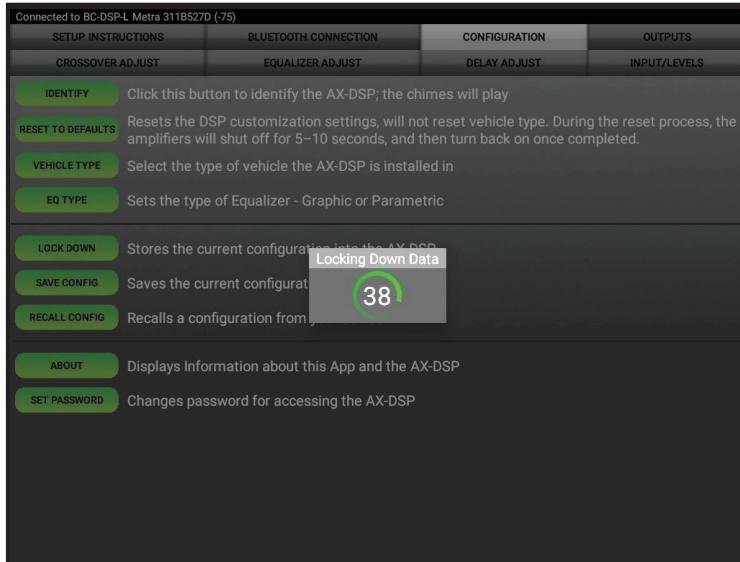 Connected to BC-DSP-L Metra 311B527D (-75)
SETUP INSTRUCTIONS BLUETOOTH CONNECTION CONFIGURATION OUTPUTS
CROSSOVER ADJUST EQUALIZER ADJUST DELAY ADJUST INPUT/LEVELS
IDENTIFY Click this button to identify the AX-DSP; the chimes will play
RESET TO DEFAULTS Resets the DSP customization settings, will not reset vehicle type. During the reset process, the
amplifiers will shut off for 5–10 seconds, and then turn back on once completed.
VEHICLE TYPE Select the type of vehicle the AX-DSP is installed in
EQ TYPE Sets the type of Equalizer - Graphic or Parametric
LOCK DOWN Stores the current configuration into the AX-DSP
Locking Down Data
SAVE CONFIG Saves the current configurat
38
RECALL CONFIG Recalls a configuration from
ABOUT Displays Information about this App and the AX-DSP
SET PASSWORD Changes password for accessing the AX-DSP